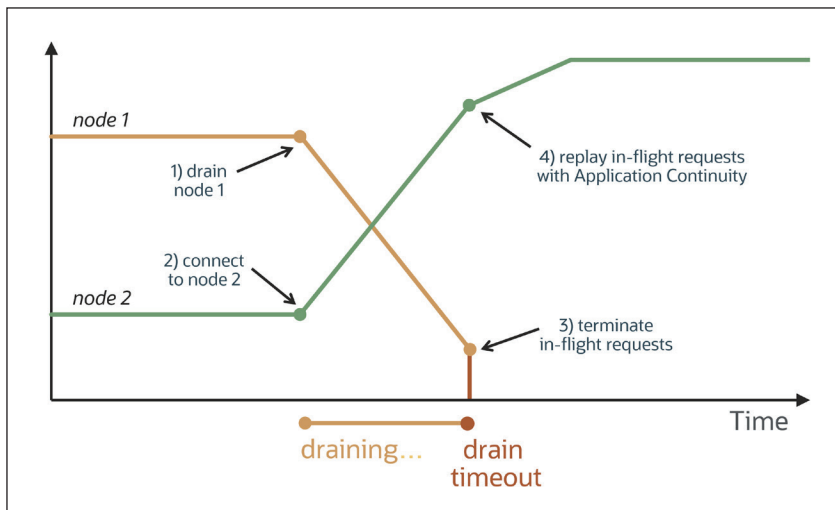 node 1
1) drain
node 1
2) connect
to node 2
node 2
4) replay in-flight requests
with Application Continuity
3) terminate
in-flight requests
Time
draining...
drain
timeout